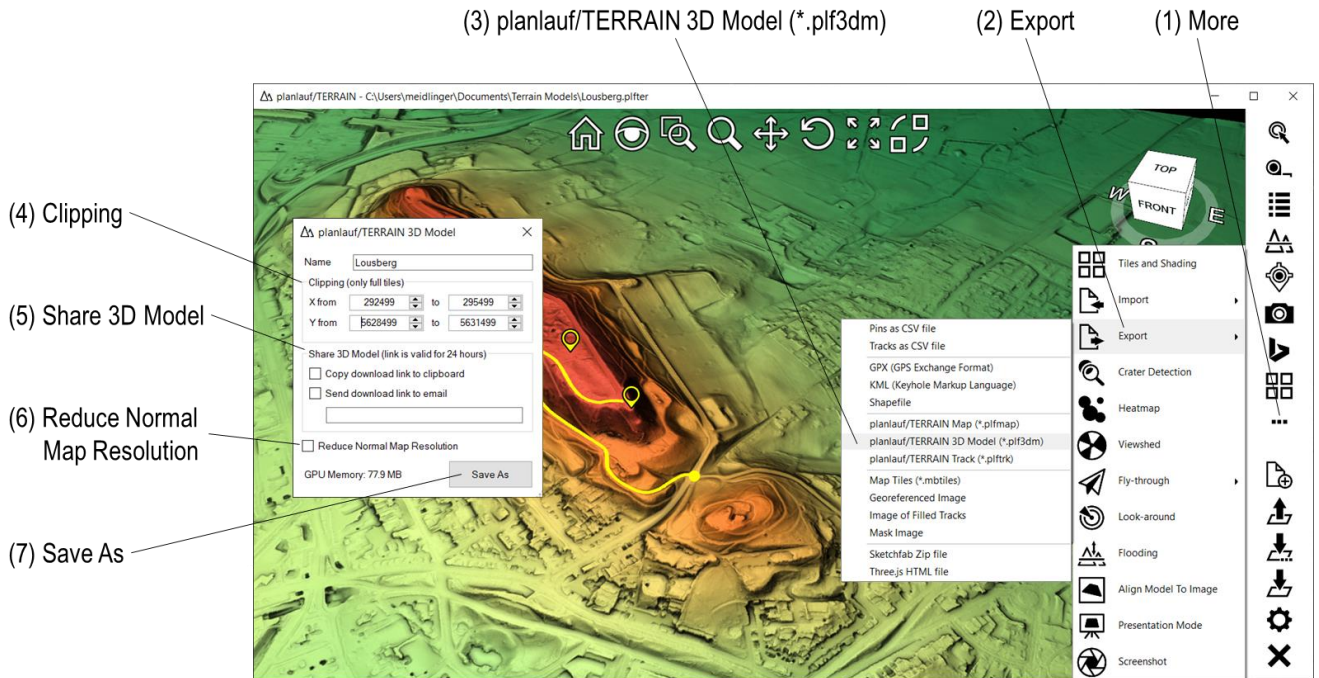 (3) planlauf/TERRAIN 3D Model (*.plf3dm)
(2) Export
(1) More
planlauf/TERRAIN - C:\Users\meidlinger\Documents\Terrain Models\Lousberg.plfter
TOP
FRONT
W
E
(4) Clipping
(5) Share 3D Model
(6) Reduce Normal
Map Resolution
(7) Save As
planlauf/TERRAIN 3D Model
Name Lousberg
Clipping (only full tiles)
X from 292499 to 295499
Y from 5628499 to 5631499
Share 3D Model (link is valid for 24 hours)
Copy download link to clipboard
Send download link to email
Reduce Normal Map Resolution
GPU Memory: 77.9 MB
Save As
Pins as CSV file
Tracks as CSV file
GPX (GPS Exchange Format)
KML (Keyhole Markup Language)
Shapefile
planlauf/TERRAIN Map (*.plfmap)
planlauf/TERRAIN 3D Model (*.plf3dm)
planlauf/TERRAIN Track (*.plftrk)
Map Tiles (*.mbtiles)
Georeferenced Image
Image of Filled Tracks
Mask Image
Sketchfab Zip file
Three.js HTML file
Tiles and Shading
Import
Export
Crater Detection
Heatmap
Viewshed
Fly-through
Look-around
Flooding
Align Model To Image
Presentation Mode
Screenshot